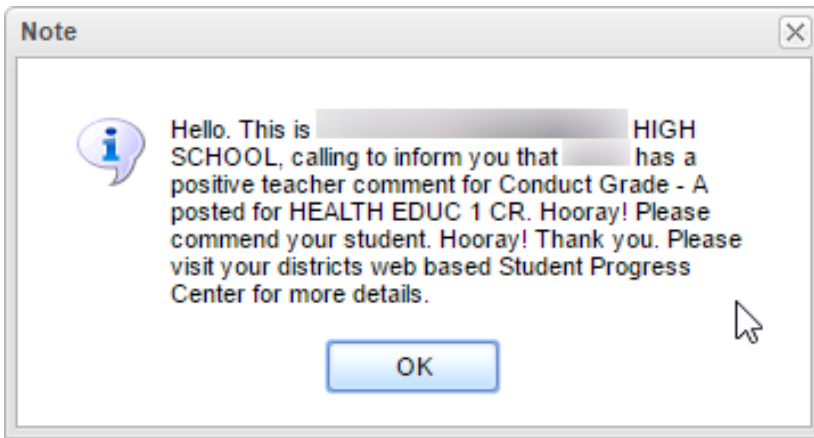 Note
Hello. This is HIGH
SCHOOL, calling to inform you that has a
positive teacher comment for Conduct Grade - A
posted for HEALTH EDUC 1 CR. Hooray! Please
commend your student. Hooray! Thank you. Please
visit your districts web based Student Progress
Center for more details.
OK